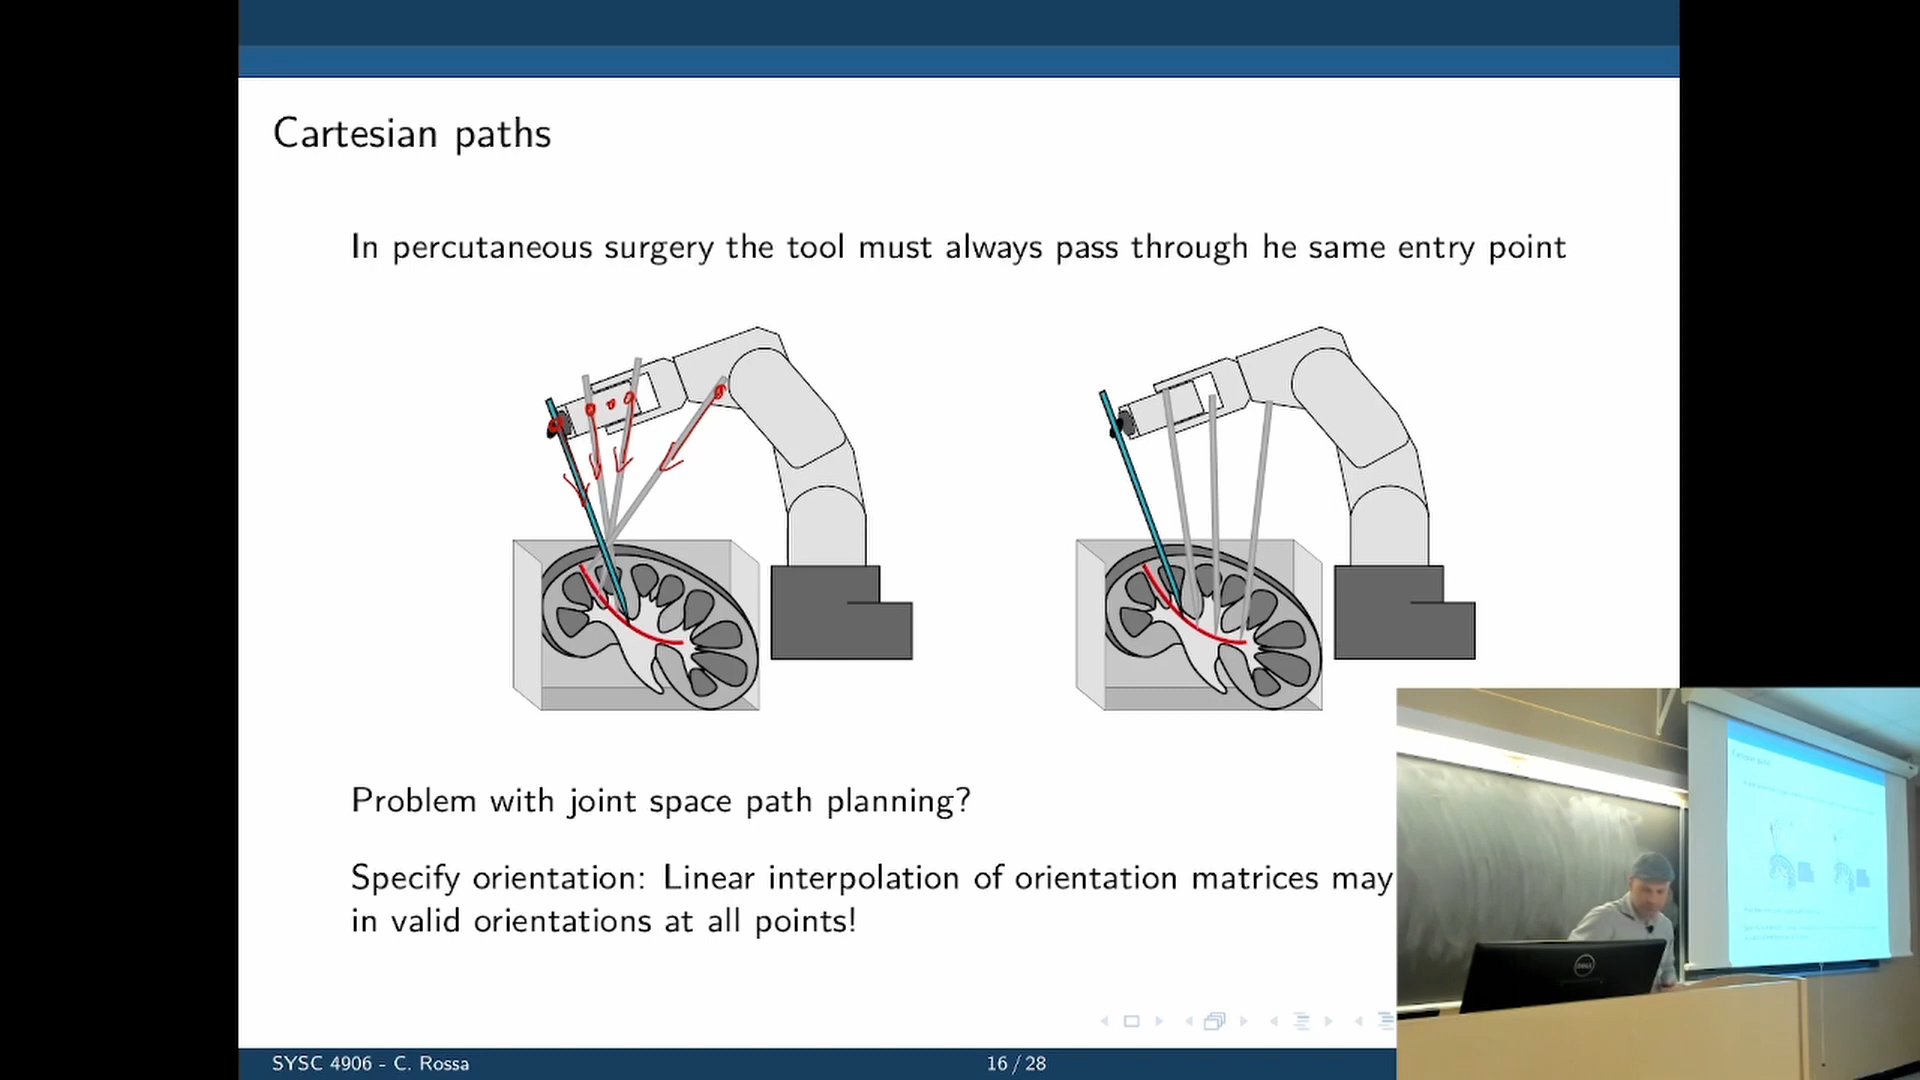 Cartesian paths
In percutaneous surgery the tool must always pass through he same entry point
Problem with joint space path planning?
Specify orientation: Linear interpolation of orientation matrices may
in valid orientations at all points!
SYSC 4906 - C. Rossa
16 / 28
DELL